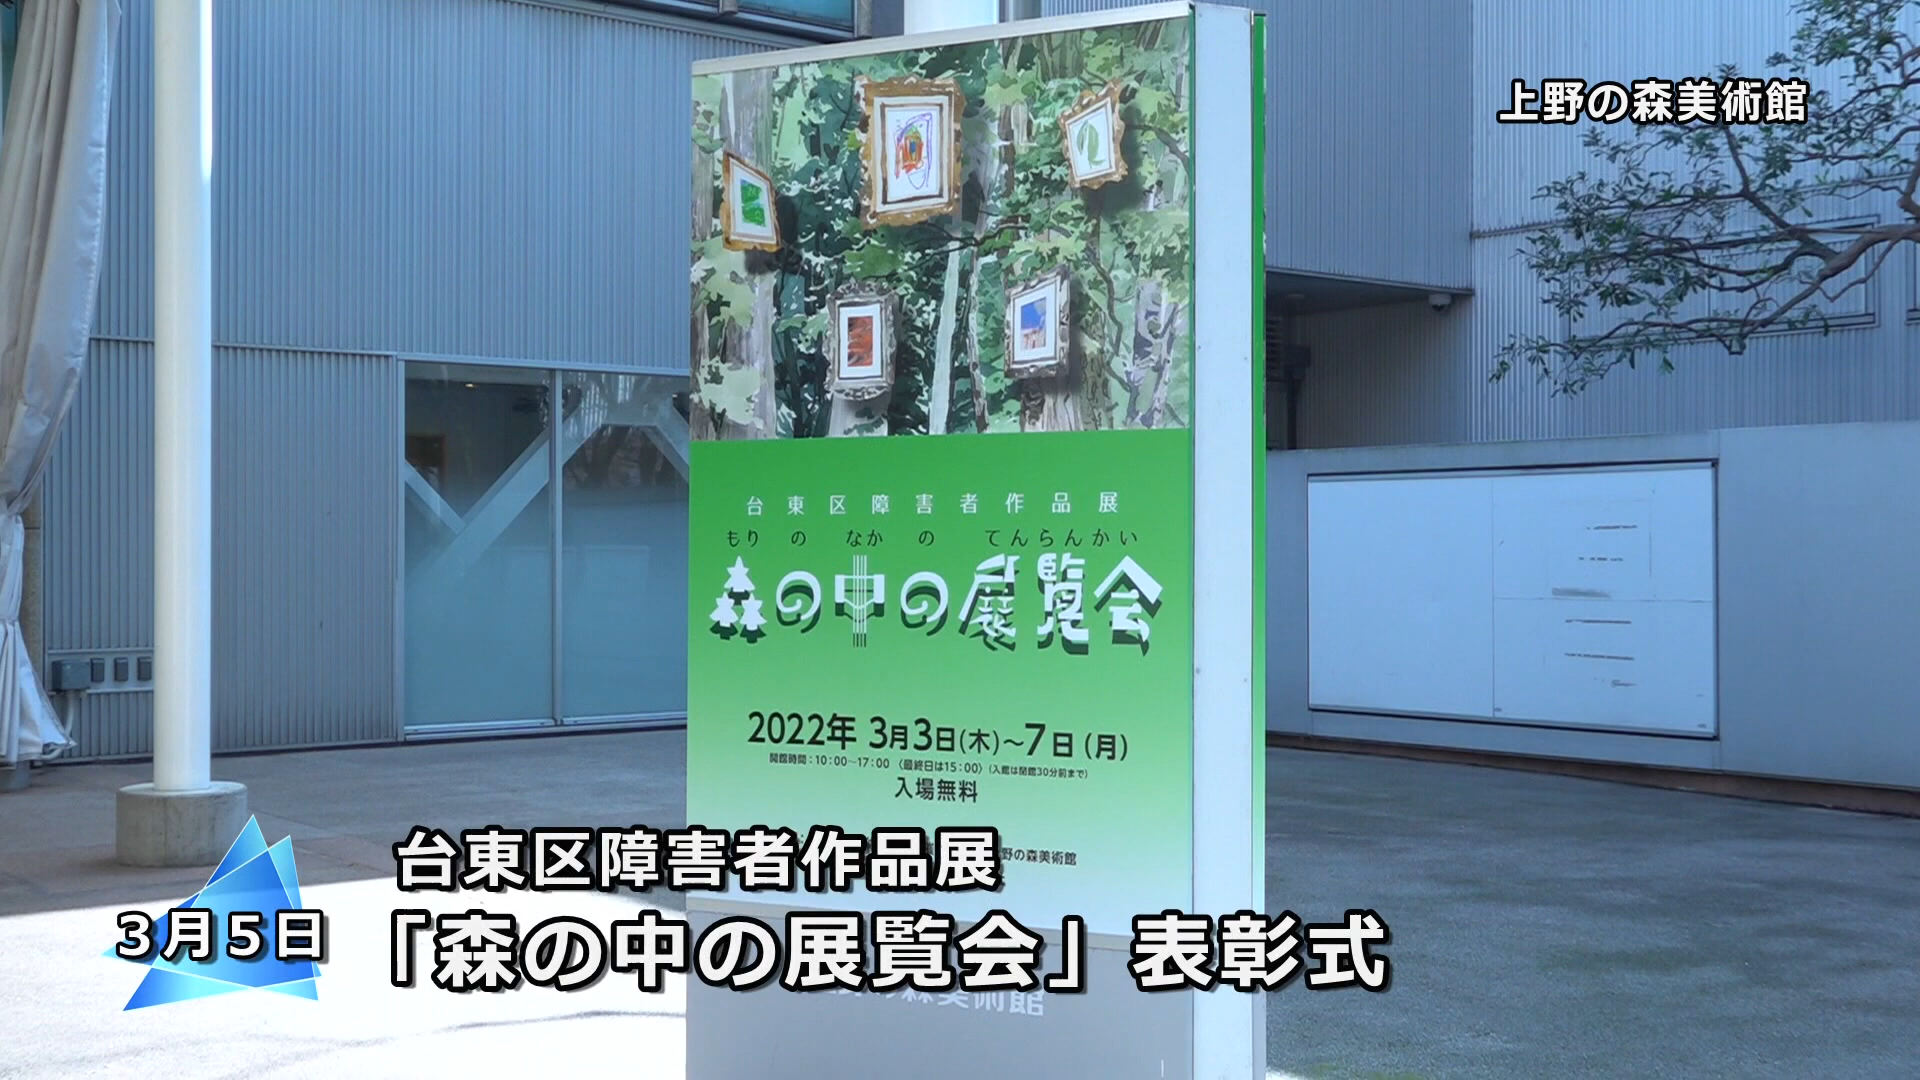 上野の森美術館
台東区障害者作品展
もり の なか の てんらんかい
森の中の展覧会
2022年 3月3日(木)～7日(月)
開館時間：10：00～17：00 〈最終日は15：00〉(入館は閉館30分前まで)
入場無料
野の森美術館
台東区障害者作品展
3月5日
「森の中の展覧会」表彰式
森美術館